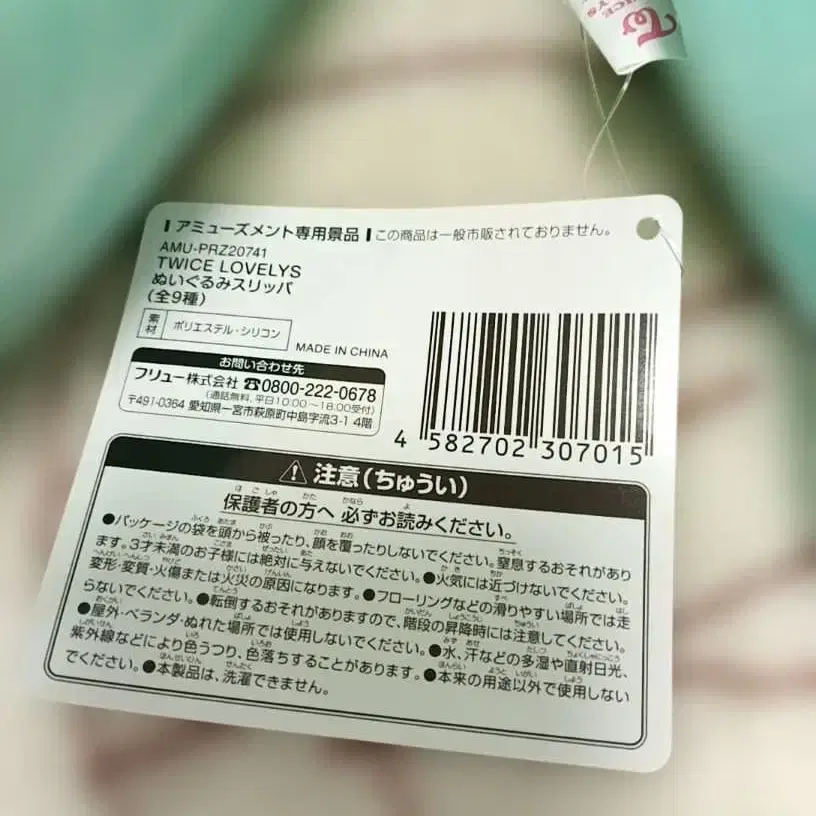 アミューズメント専用景品 この商品は一般市販されておりません。
AMU-PRZ20741
TWICE LOVELYS
ぬいぐるみスリッパ
(全9種)
素材 ポリエステル・シリコン
MADE IN CHINA
お問い合わせ先
フリュー株式会社 ☎0800-222-0678
(通話無料、平日10:00〜18:00受付)
〒491-0364 愛知県一宮市萩原町中島字流3-1 4階
4 582702 307015
⚠注意(ちゅうい)
保護者の方へ 必ずお読みください。
●パッケージの袋を頭から被ったり、顔を覆ったりしないでください。窒息するおそれがあり
ます。3才未満のお子様には絶対に与えないでください。●火気には近づけないでください。
変形・変質・火傷または火災の原因になります。●フローリングなどの滑りやすい場所では走
らないでください。●転倒するおそれがありますので、階段の昇降時には注意してください。
●屋外・ベランダ・ぬれた場所では使用しないでください。●水、汗などの多湿や直射日光、
紫外線などにより色うつり、色落ちすることがあります。●本来の用途以外で使用しない
でください。●本製品は、洗濯できません。